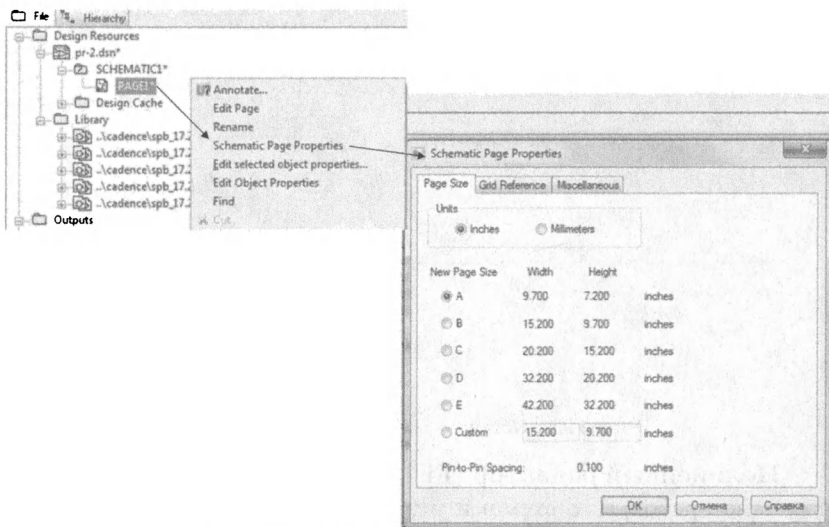 File Hierarchy
Design Resources
pr-2.dsn*
SCHEMATIC1*
PAGE1*
Design Cache
Library
..\cadence\spb_17.2
..\cadence\spb_17.2
..\cadence\spb_17.2
..\cadence\spb_17.2
Outputs
Annotate...
Edit Page
Rename
Schematic Page Properties
Edit selected object properties...
Edit Object Properties
Find
Cut
Schematic Page Properties
Page Size Grid Reference Miscellaneous
Units
Inches Millimeters
New Page Size Width Height
A 9.700 7.200 inches
B 15.200 9.700 inches
C 20.200 15.200 inches
D 32.200 20.200 inches
E 42.200 32.200 inches
Custom 15.200 9.700 inches
Pin-to-Pin Spacing: 0.100 inches
OK Отмена Справка